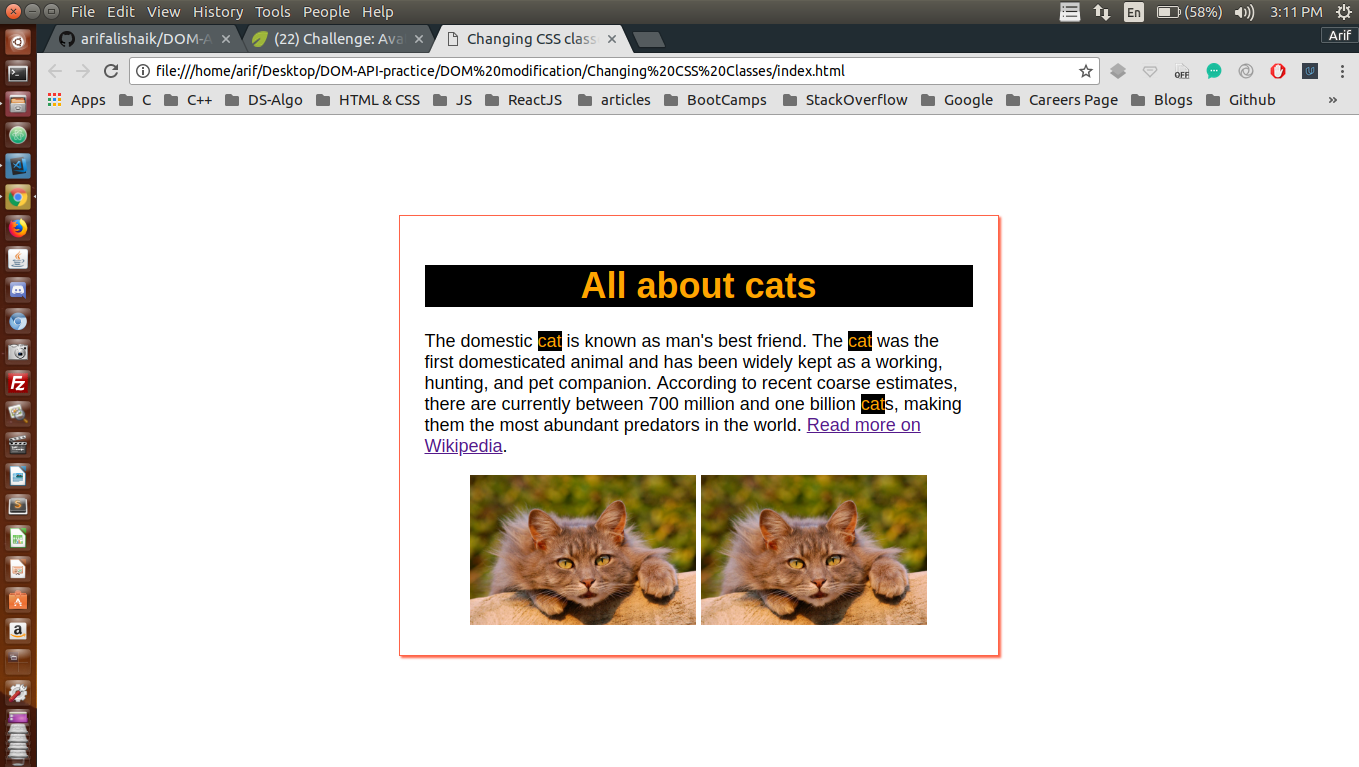 File Edit View History Tools People Help
En (58%) 3:11 PM
arifalishaik/DOM-A (22) Challenge: Ava Changing CSS class Arif
file:///home/arif/Desktop/DOM-API-practice/DOM%20modification/Changing%20CSS%20Classes/index.html OFF
Apps C C++ DS-Algo HTML & CSS JS ReactJS articles BootCamps StackOverflow Google Careers Page Blogs Github »
All about cats
The domestic cat is known as man's best friend. The cat was the
first domesticated animal and has been widely kept as a working,
hunting, and pet companion. According to recent coarse estimates,
there are currently between 700 million and one billion cats, making
them the most abundant predators in the world. Read more on
Wikipedia.